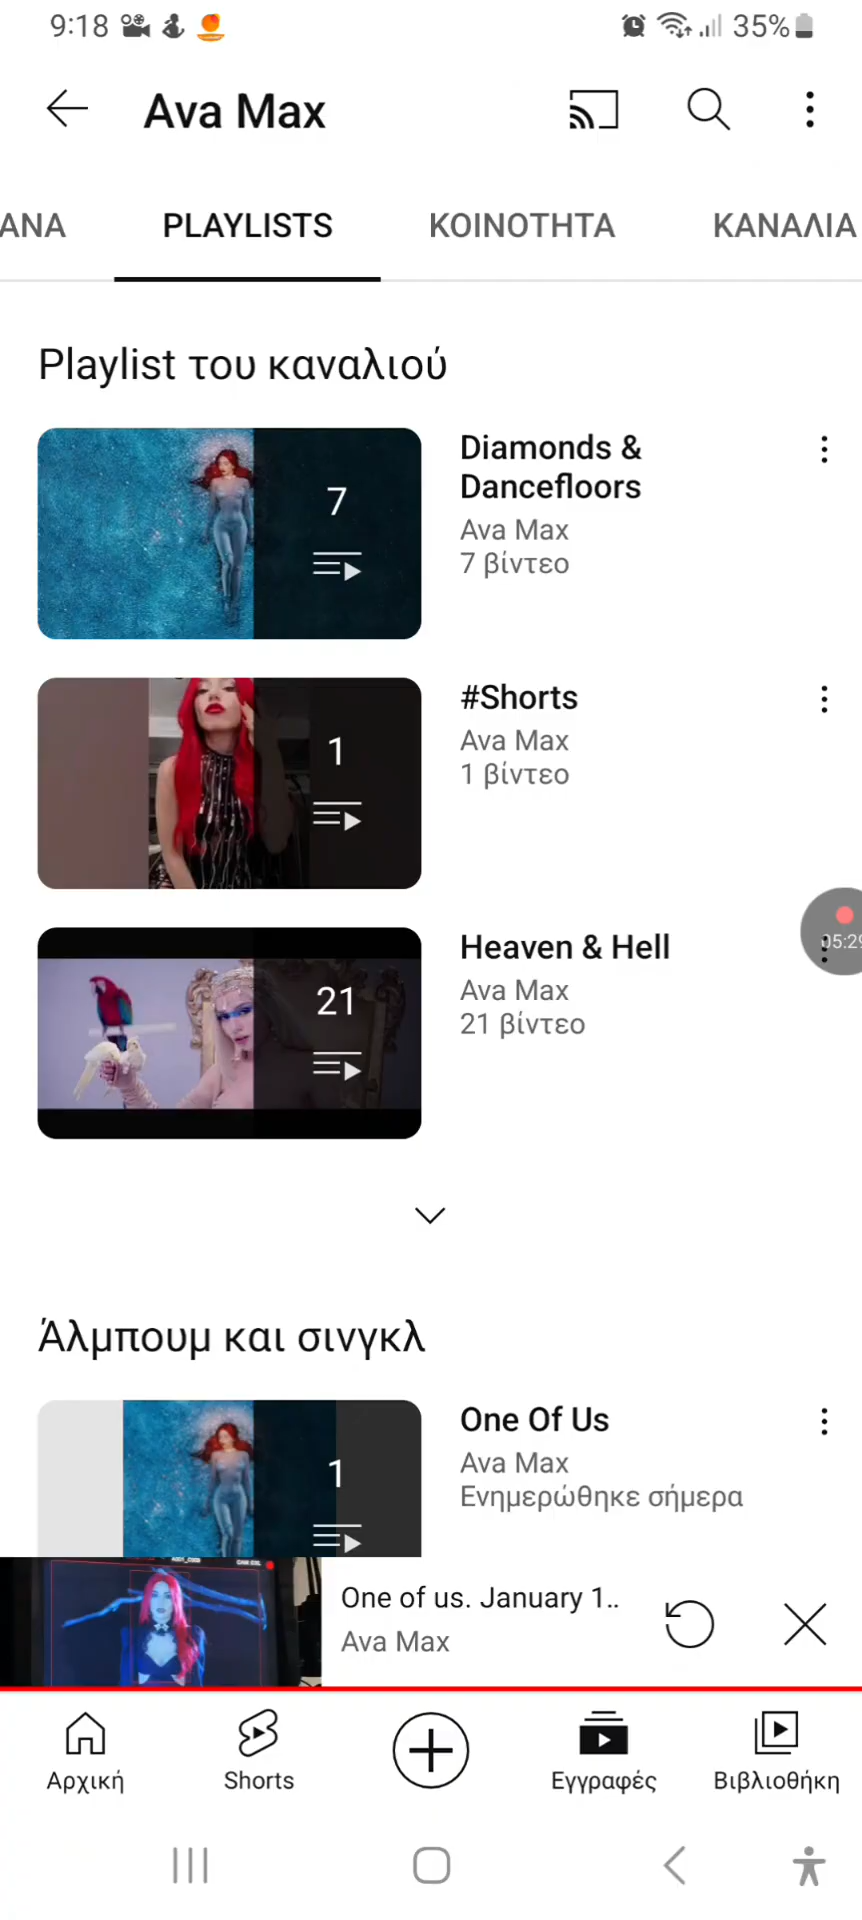 9:18 35%
Ava Max
ΑΝΑ PLAYLISTS ΚΟΙΝΟΤΗΤΑ ΚΑΝΑΛΙΑ
Playlist του καναλιού
7
Diamonds &
Dancefloors
Ava Max
7 βίντεο
1
#Shorts
Ava Max
1 βίντεο
05:29
21
Heaven & Hell
Ava Max
21 βίντεο
Άλμπουμ και σινγκλ
1
One Of Us
Ava Max
Ενημερώθηκε σήμερα
One of us. January 1..
Ava Max
Αρχική Shorts Εγγραφές Βιβλιοθήκη